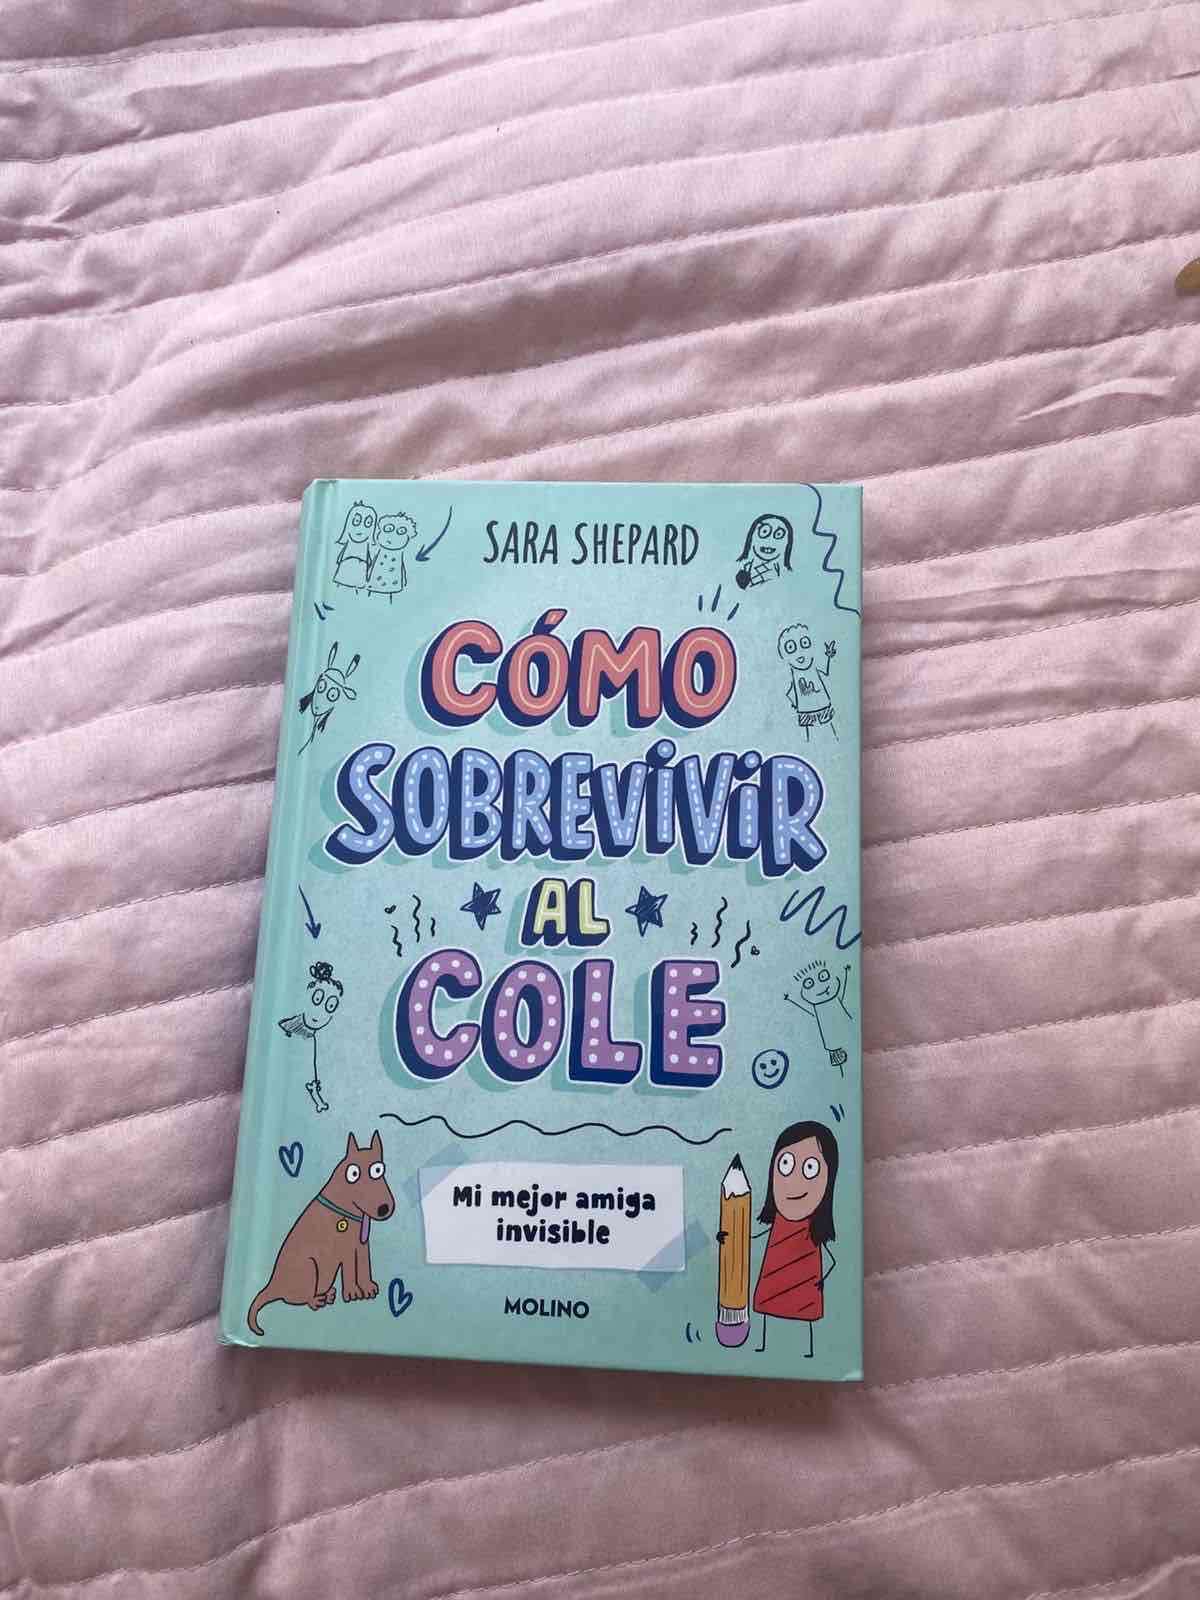 SARA SHEPARD
CÓMO
SOBREViViR
AL
COLE
Mi mejor amiga
invisible
MOLINO